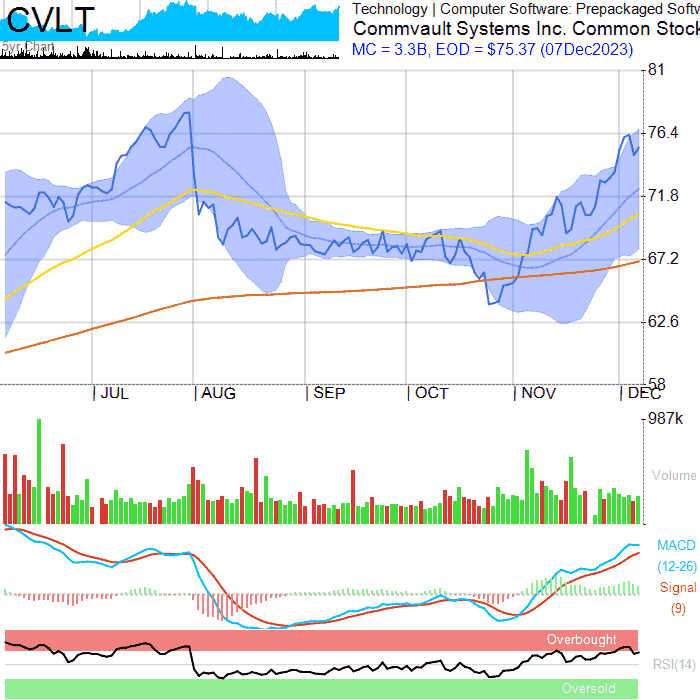 CVLT
5yr Chart
Technology | Computer Software: Prepackaged Softw
Commvault Systems Inc. Common Stock
MC = 3.3B, EOD = $75.37 (07Dec2023)
81
76.4
71.8
67.2
62.6
58
JUL AUG SEP OCT NOV DEC
987k
Volume
MACD
(12-26)
Signal
(9)
Overbought
RSI(14)
Oversold